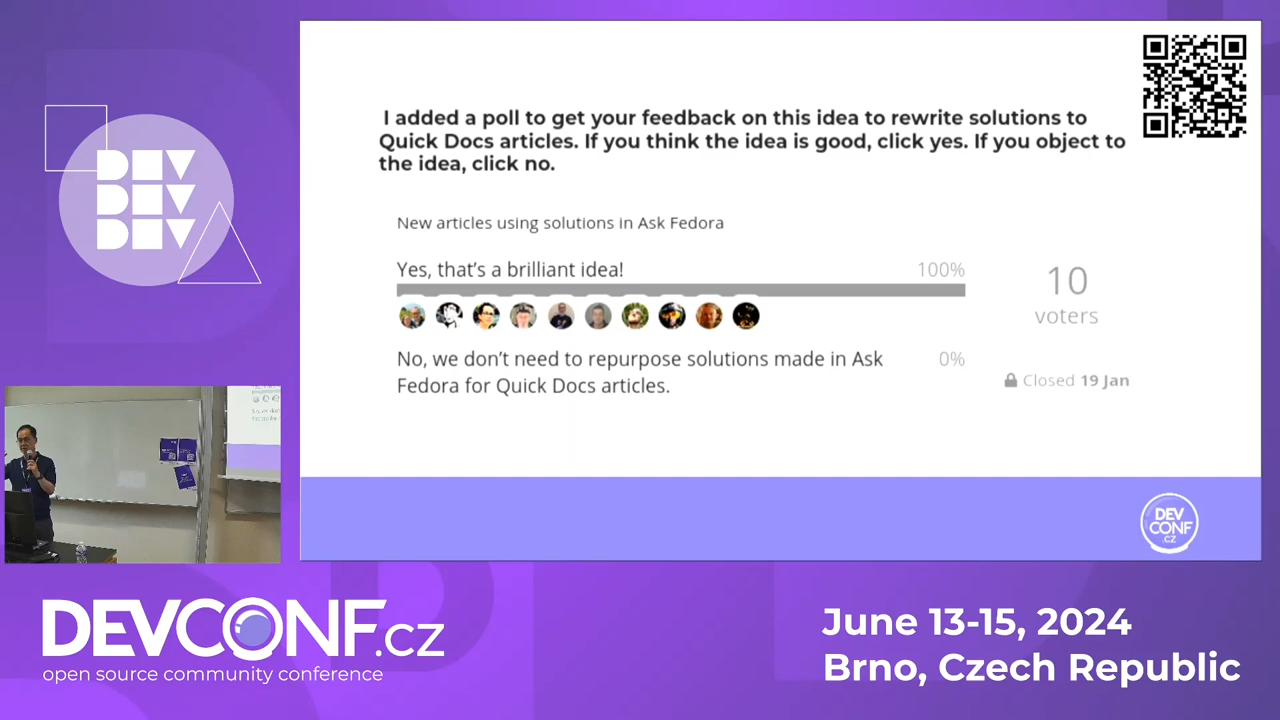 DEV
DEV
DEV
I added a poll to get your feedback on this idea to rewrite solutions to
Quick Docs articles. If you think the idea is good, click yes. If you object to
the idea, click no.
New articles using solutions in Ask Fedora
Yes, that's a brilliant idea!
100%
10
voters
No, we don't need to repurpose solutions made in Ask
Fedora for Quick Docs articles.
0%
Closed 19 Jan
DEV
CONF
.CZ
DEVCONF.cz
open source community conference
June 13-15, 2024
Brno, Czech Republic